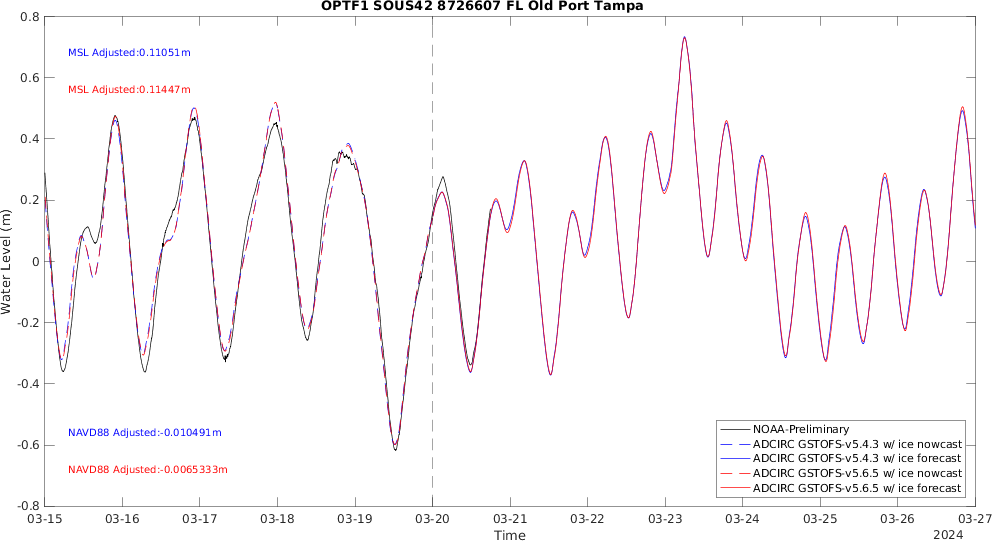 OPTF1 SOUS42 8726607 FL Old Port Tampa
0.8
0.6
0.4
0.2
0
-0.2
-0.4
-0.6
-0.8
Water Level (m)
MSL Adjusted:0.11051m
MSL Adjusted:0.11447m
NAVD88 Adjusted:-0.010491m
NAVD88 Adjusted:-0.0065333m
NOAA-Preliminary
ADCIRC GSTOFS-v5.4.3 w/ ice nowcast
ADCIRC GSTOFS-v5.4.3 w/ ice forecast
ADCIRC GSTOFS-v5.6.5 w/ ice nowcast
ADCIRC GSTOFS-v5.6.5 w/ ice forecast
03-15 03-16 03-17 03-18 03-19 03-20 03-21 03-22 03-23 03-24 03-25 03-26 03-27
Time
2024